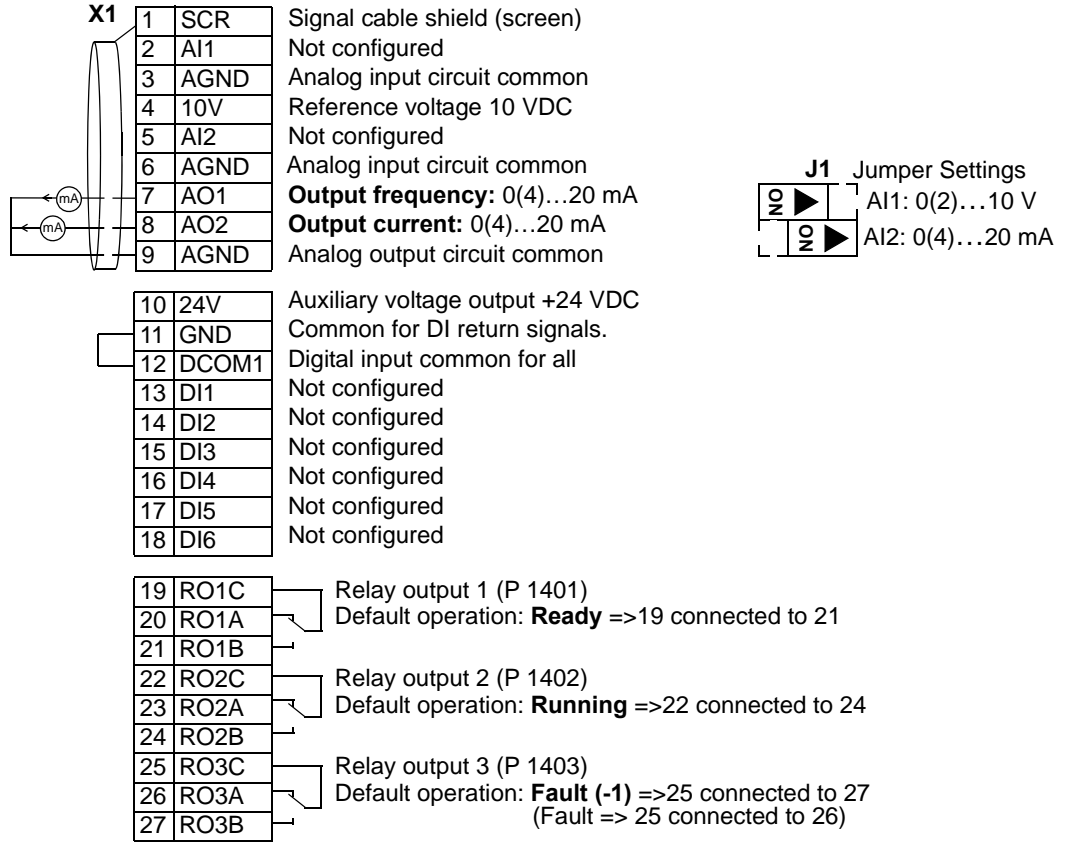 X1
1 SCR Signal cable shield (screen)
2 AI1 Not configured
3 AGND Analog input circuit common
4 10V Reference voltage 10 VDC
5 AI2 Not configured
6 AGND Analog input circuit common
7 AO1 Output frequency: 0(4)…20 mA
8 AO2 Output current: 0(4)…20 mA
9 AGND Analog output circuit common
mA
mA
J1 Jumper Settings
ON AI1: 0(2)…10 V
ON AI2: 0(4)…20 mA
10 24V Auxiliary voltage output +24 VDC
11 GND Common for DI return signals.
12 DCOM1 Digital input common for all
13 DI1 Not configured
14 DI2 Not configured
15 DI3 Not configured
16 DI4 Not configured
17 DI5 Not configured
18 DI6 Not configured
19 RO1C Relay output 1 (P 1401)
20 RO1A Default operation: Ready =>19 connected to 21
21 RO1B
22 RO2C Relay output 2 (P 1402)
23 RO2A Default operation: Running =>22 connected to 24
24 RO2B
25 RO3C Relay output 3 (P 1403)
26 RO3A Default operation: Fault (-1) =>25 connected to 27
27 RO3B (Fault => 25 connected to 26)